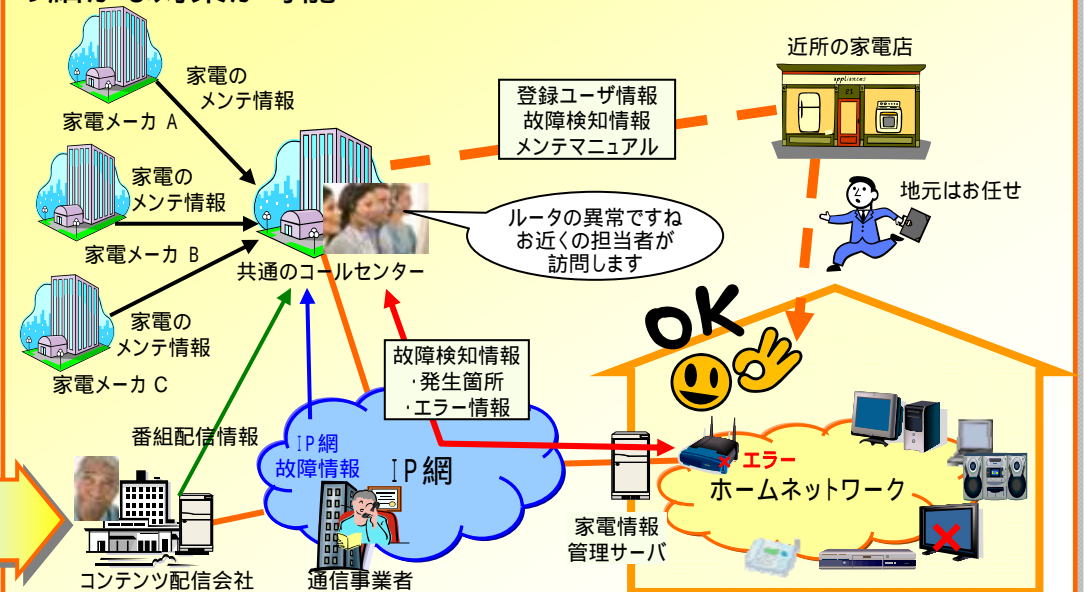 近所の家電店
appliances
21
家電の
メンテ情報
家電メーカ A
登録ユーザ情報
故障検知情報
メンテマニュアル
家電の
メンテ情報
地元はお任せ
ルータの異常ですね
お近くの担当者が
訪問します
家電メーカ B
共通のコールセンター
OK
家電の
メンテ情報
故障検知情報
・発生箇所
・エラー情報
家電メーカ C
番組配信情報
IP網
故障情報
IP網
エラー
ホームネットワーク
家電情報
管理サーバ
コンテンツ配信会社
通信事業者